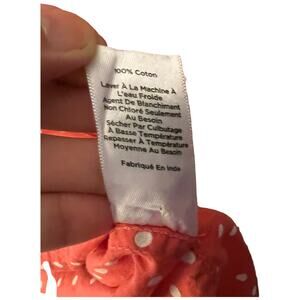 100% Coton
Laver À La Machine À
L'eau Froide
Agent De Blanchiment
Non Chloré Seulement
Au Besoin
Sécher Par Culbutage
À Basse Température
Repasser À Température
Moyenne Au Besoin
Fabriqué En Inde